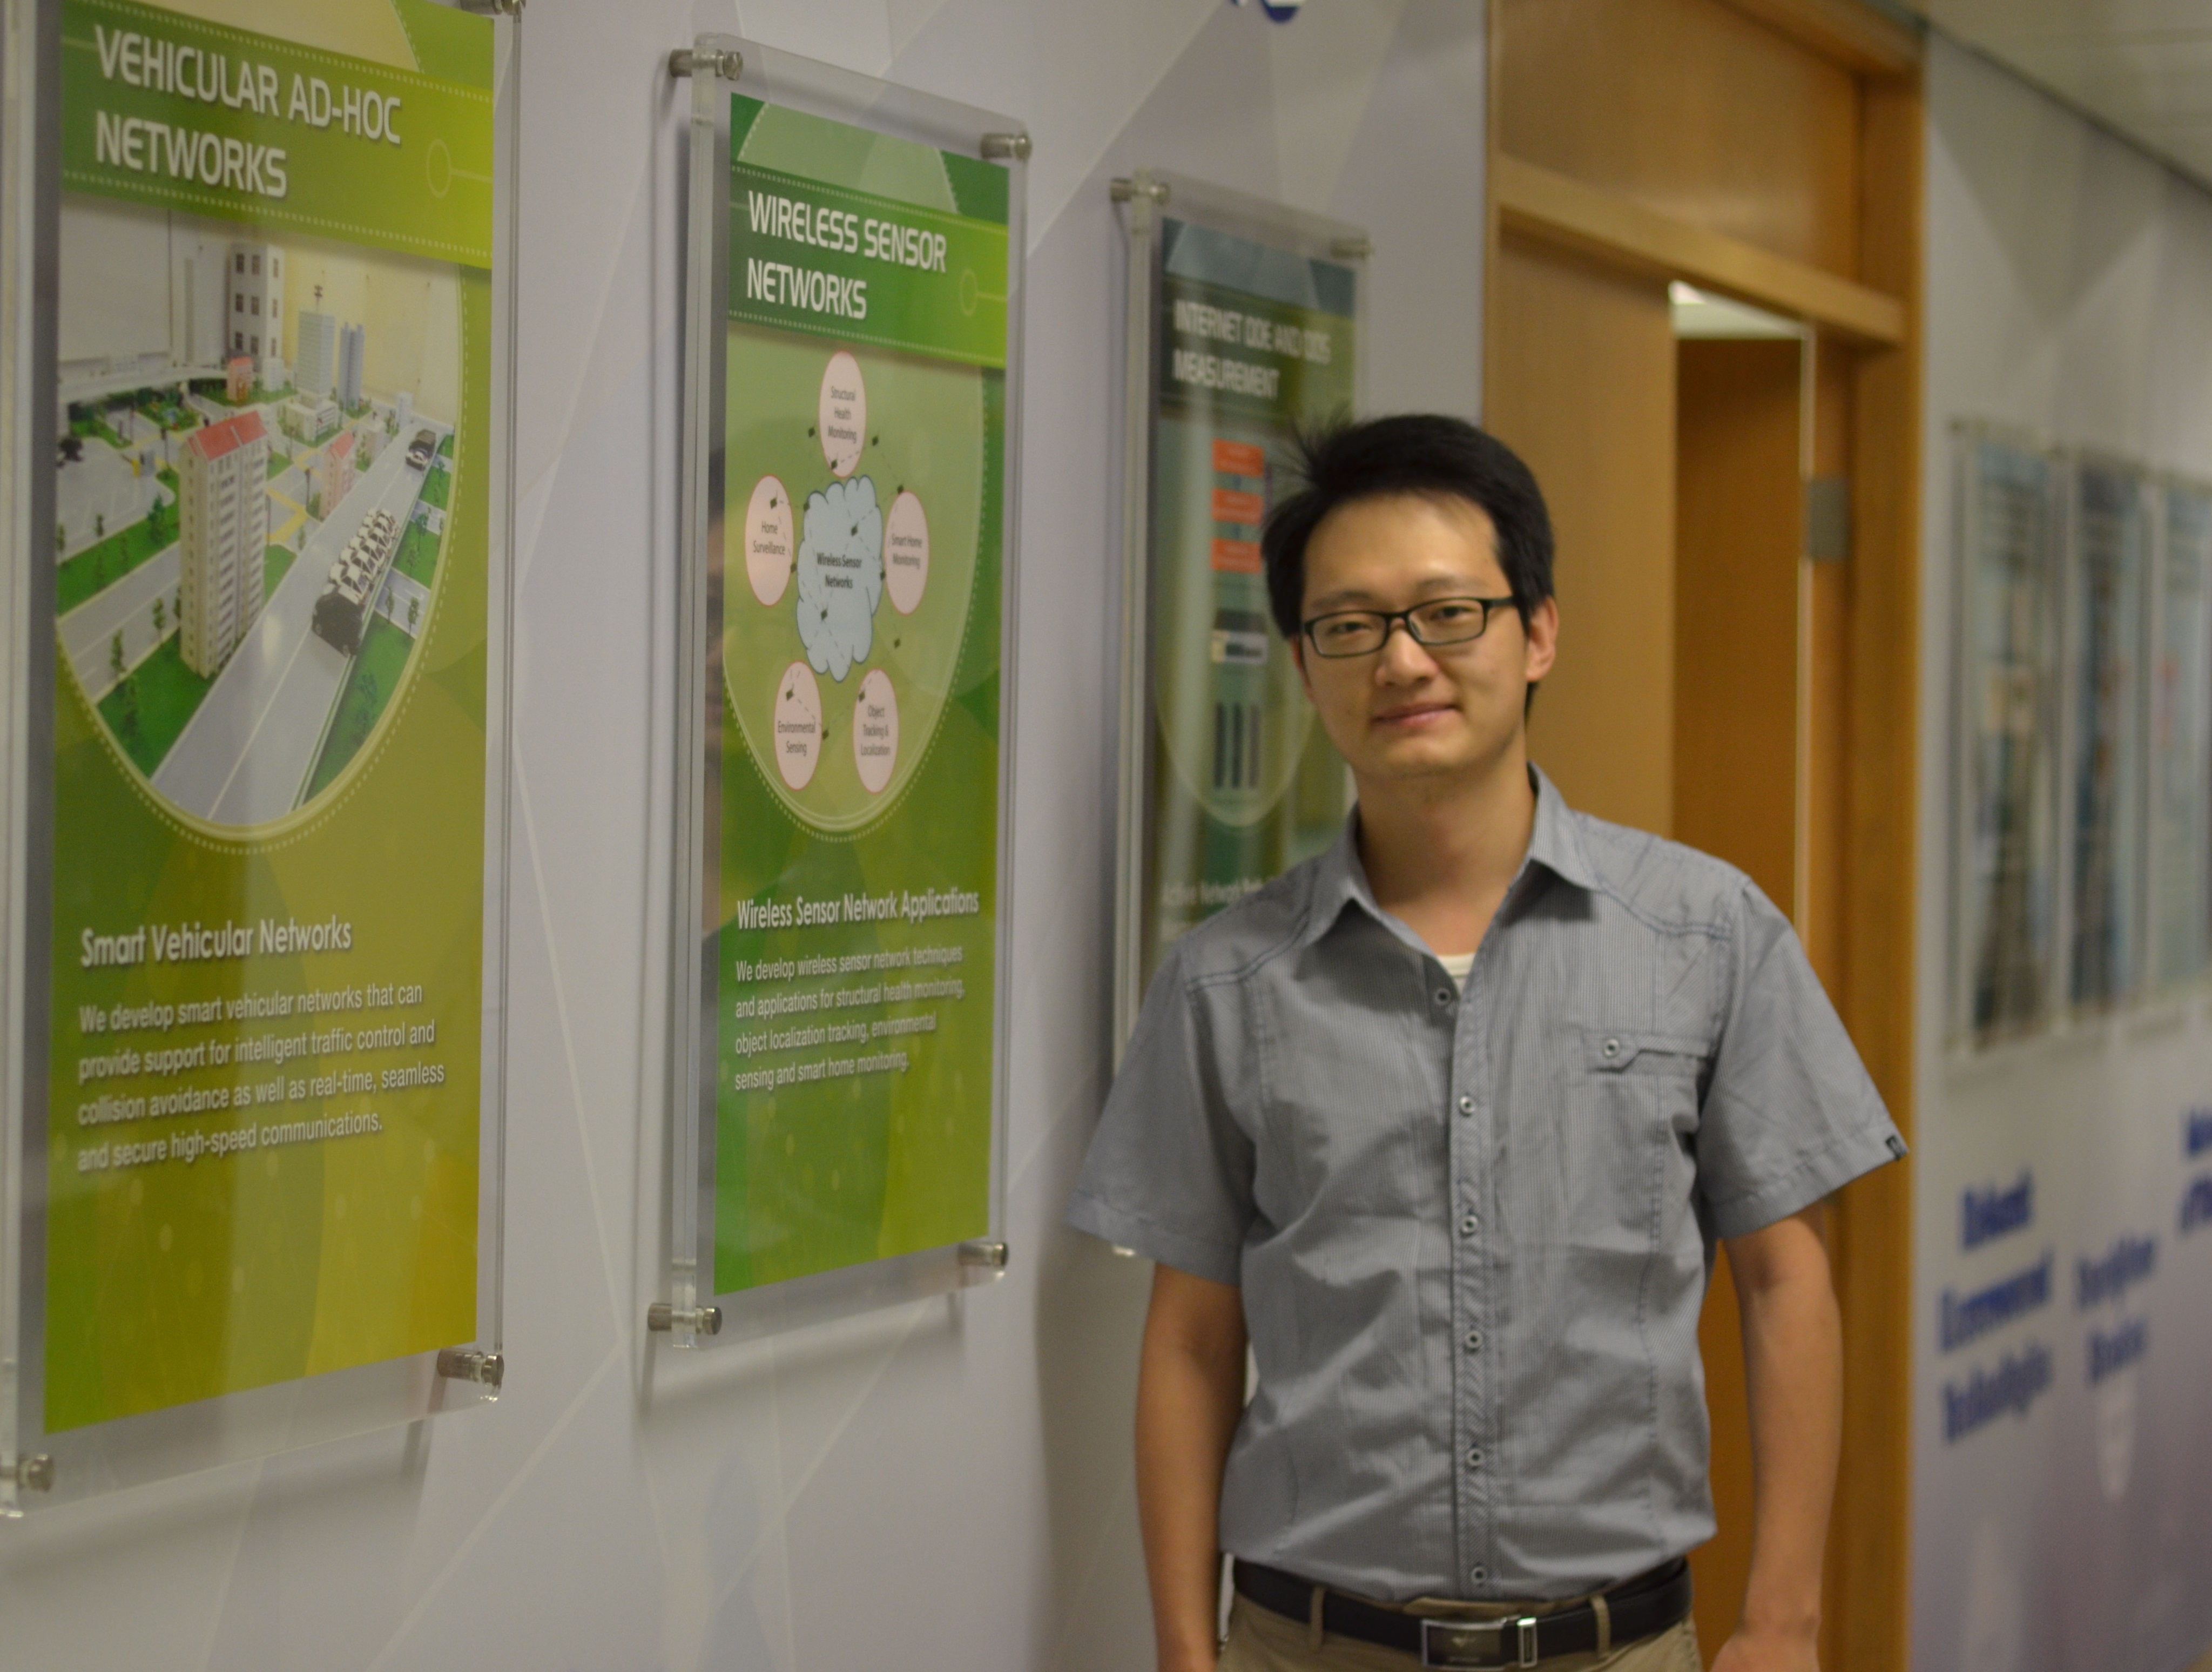 VEHICULAR AD-HOC
NETWORKS
Smart Vehicular Networks
We develop smart vehicular networks that can
provide support for intelligent traffic control and
collision avoidance as well as real-time, seamless
and secure high-speed communications.
WIRELESS SENSOR
NETWORKS
Structural
Health
Monitoring
Home
Surveillance
Wireless Sensor
Networks
Smart Home
Monitoring
Environmental
Sensing
Object
Tracking &
Localization
Wireless Sensor Network Applications
We develop wireless sensor network techniques
and applications for structural health monitoring,
object localization tracking, environmental
sensing and smart home monitoring.
INTERNET QOE AND QOS
MEASUREMENT
Network